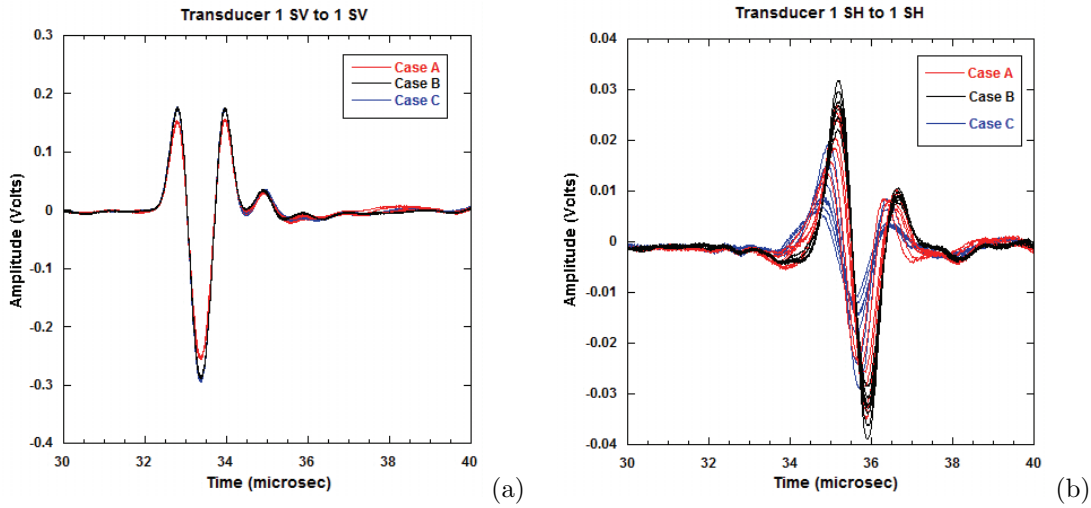 Transducer 1 SV to 1 SV
0.3
0.2
0.1
0
-0.1
-0.2
-0.3
-0.4
Amplitude (Volts)
Case A
Case B
Case C
30 32 34 36 38 40
Time (microsec)
(a)
Transducer 1 SH to 1 SH
0.04
0.03
0.02
0.01
0
-0.01
-0.02
-0.03
-0.04
Amplitude (Volts)
Case A
Case B
Case C
30 32 34 36 38 40
Time (microsec)
(b)